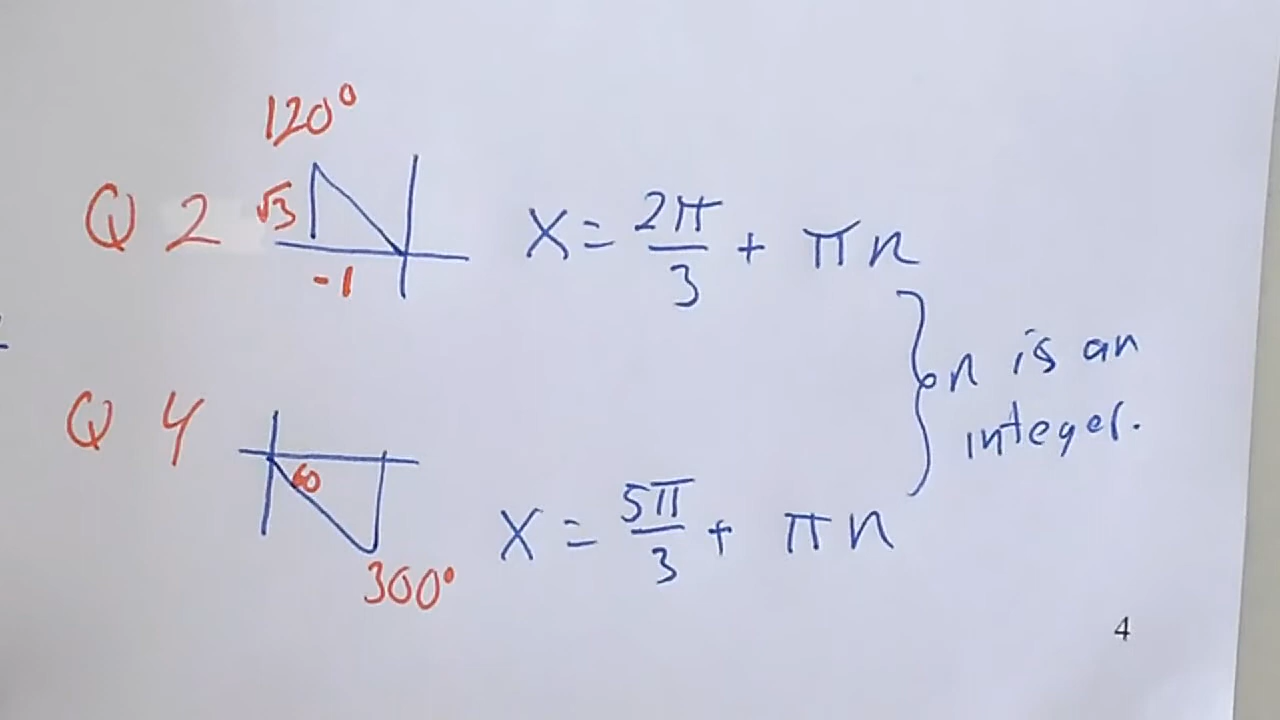 120°
Q 2 √3 -1 x = 2π/3 + πn
n is an
integer.
Q 4 60 300° x = 5π/3 + πn
4